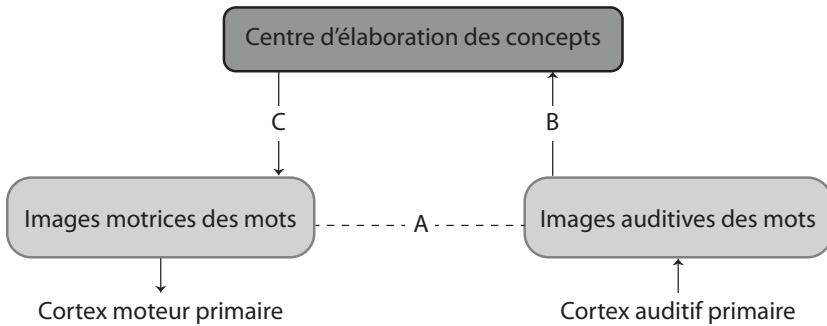 Centre d’élaboration des concepts
C
B
Images motrices des mots
A
Images auditives des mots
Cortex moteur primaire
Cortex auditif primaire